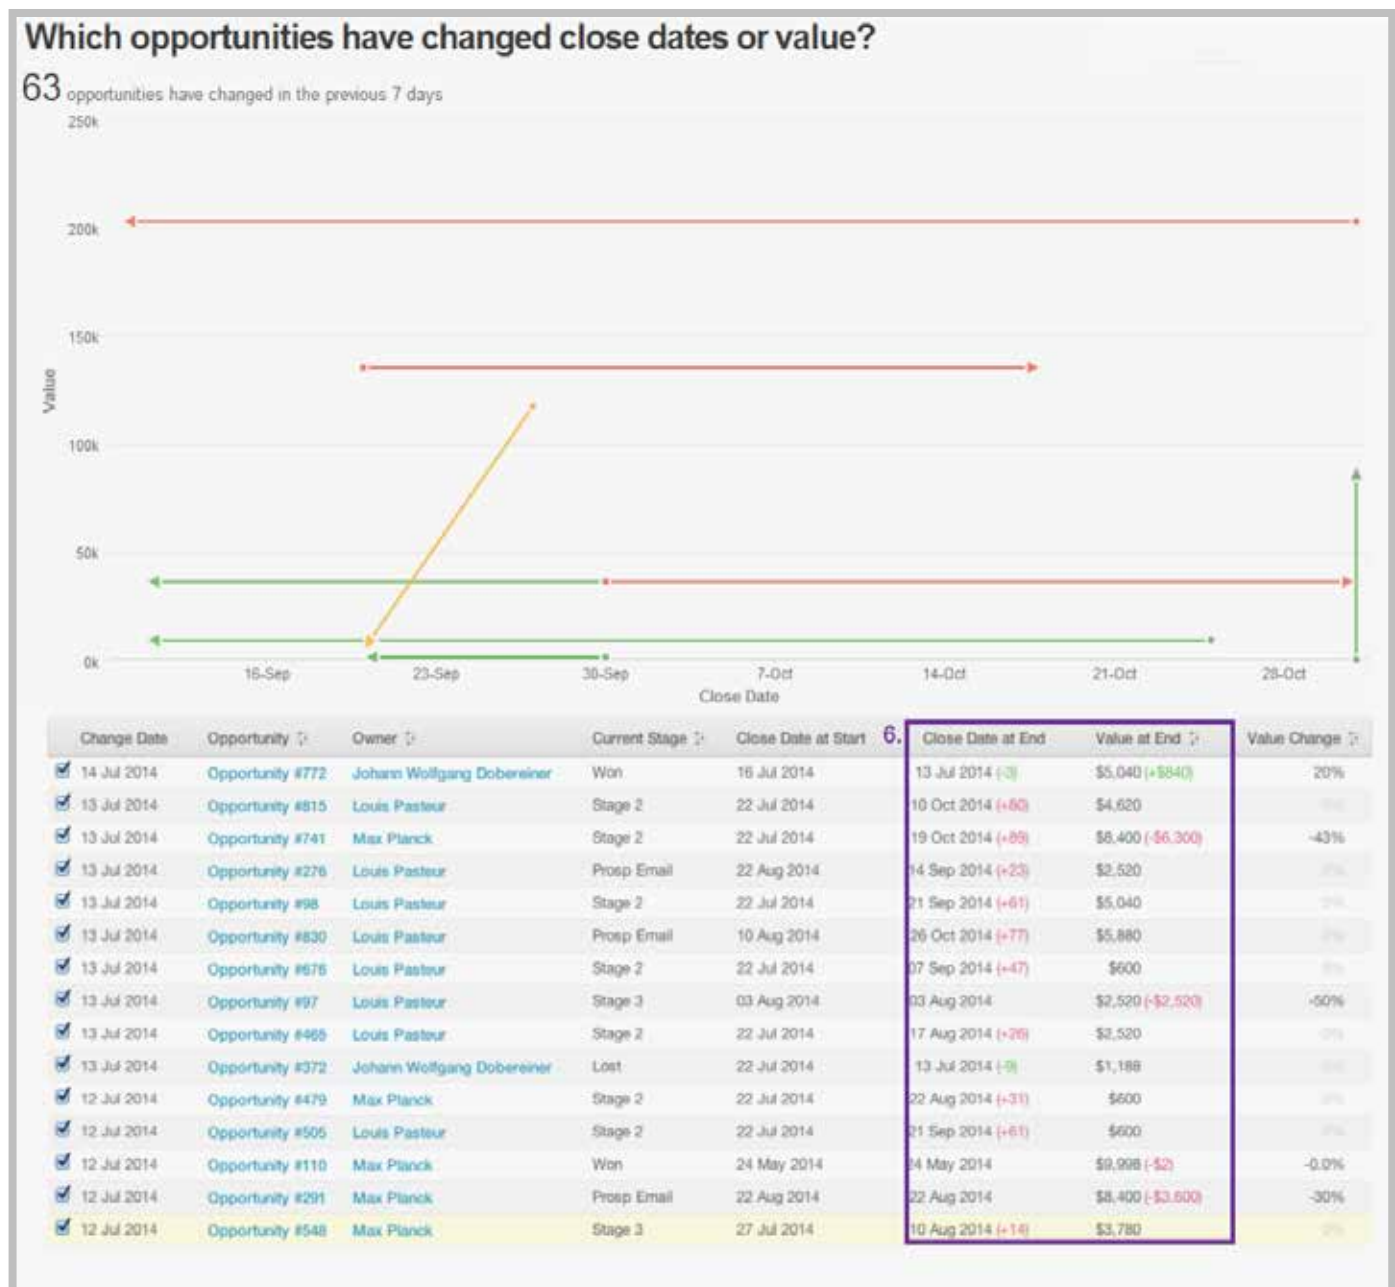 Which opportunities have changed close dates or value?
63 opportunities have changed in the previous 7 days
250k
200k
150k
100k
50k
0k
Value
16-Sep 23-Sep 30-Sep 7-Oct 14-Oct 21-Oct 28-Oct
Close Date
Change Date Opportunity Owner Current Stage Close Date at Start 6. Close Date at End Value at End Value Change
14 Jul 2014 Opportunity #772 Johann Wolfgang Dobereiner Won 16 Jul 2014 13 Jul 2014 (-3) $5,040 (+$840) 20%
13 Jul 2014 Opportunity #815 Louis Pasteur Stage 2 22 Jul 2014 10 Oct 2014 (+80) $4,620 0%
13 Jul 2014 Opportunity #741 Max Planck Stage 2 22 Jul 2014 19 Oct 2014 (+89) $8,400 (-$6,300) -43%
13 Jul 2014 Opportunity #276 Louis Pasteur Prosp Email 22 Aug 2014 14 Sep 2014 (+23) $2,520 0%
13 Jul 2014 Opportunity #98 Louis Pasteur Stage 2 22 Jul 2014 21 Sep 2014 (+61) $5,040 0%
13 Jul 2014 Opportunity #830 Louis Pasteur Prosp Email 10 Aug 2014 26 Oct 2014 (+77) $5,880 0%
13 Jul 2014 Opportunity #676 Louis Pasteur Stage 2 22 Jul 2014 07 Sep 2014 (+47) $600 0%
13 Jul 2014 Opportunity #97 Louis Pasteur Stage 3 03 Aug 2014 03 Aug 2014 $2,520 (-$2,520) -50%
13 Jul 2014 Opportunity #465 Louis Pasteur Stage 2 22 Jul 2014 17 Aug 2014 (+26) $2,520 0%
13 Jul 2014 Opportunity #372 Johann Wolfgang Dobereiner Lost 22 Jul 2014 13 Jul 2014 (-9) $1,188 0%
12 Jul 2014 Opportunity #479 Max Planck Stage 2 22 Jul 2014 22 Aug 2014 (+31) $600 0%
12 Jul 2014 Opportunity #505 Louis Pasteur Stage 2 22 Jul 2014 21 Sep 2014 (+61) $600 0%
12 Jul 2014 Opportunity #110 Max Planck Won 24 May 2014 24 May 2014 $9,998 (-$2) -0.0%
12 Jul 2014 Opportunity #291 Max Planck Prosp Email 22 Aug 2014 22 Aug 2014 $8,400 (-$3,600) -30%
12 Jul 2014 Opportunity #548 Max Planck Stage 3 27 Jul 2014 10 Aug 2014 (+14) $3,780 0%